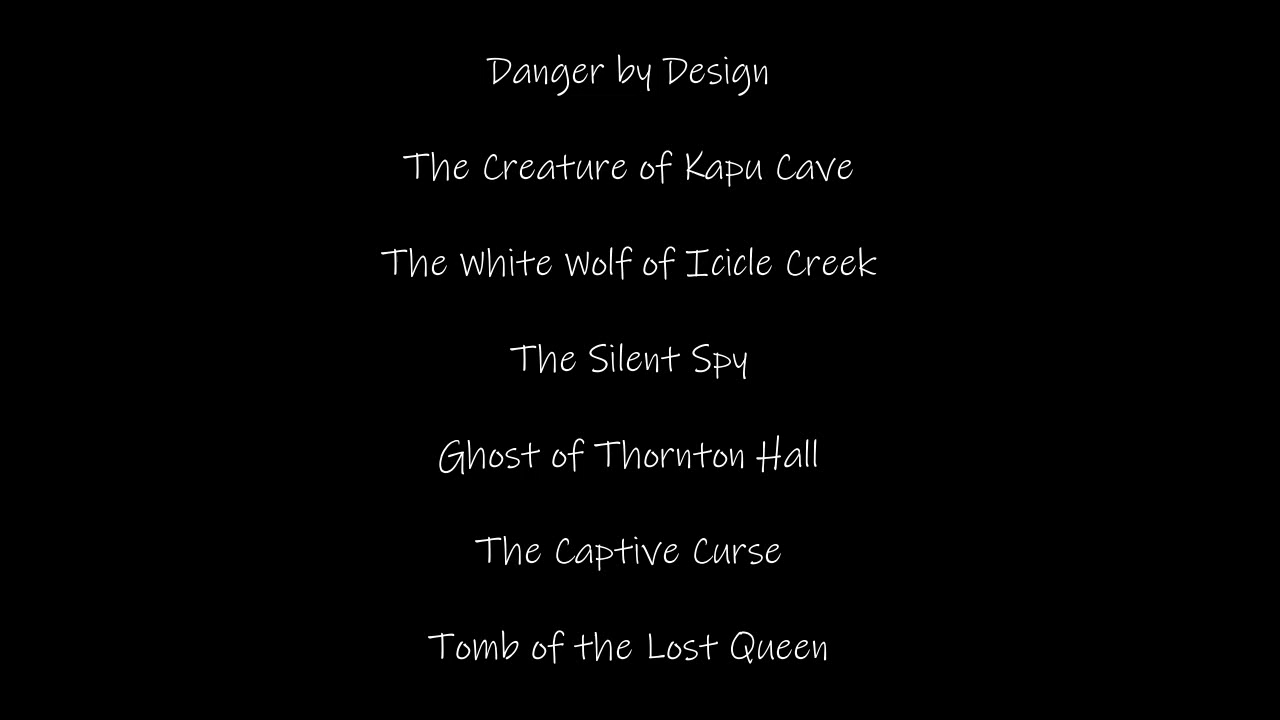 Danger by Design
The Creature of Kapu Cave
The White Wolf of Icicle Creek
The Silent Spy
Ghost of Thornton Hall
The Captive Curse
Tomb of the Lost Queen